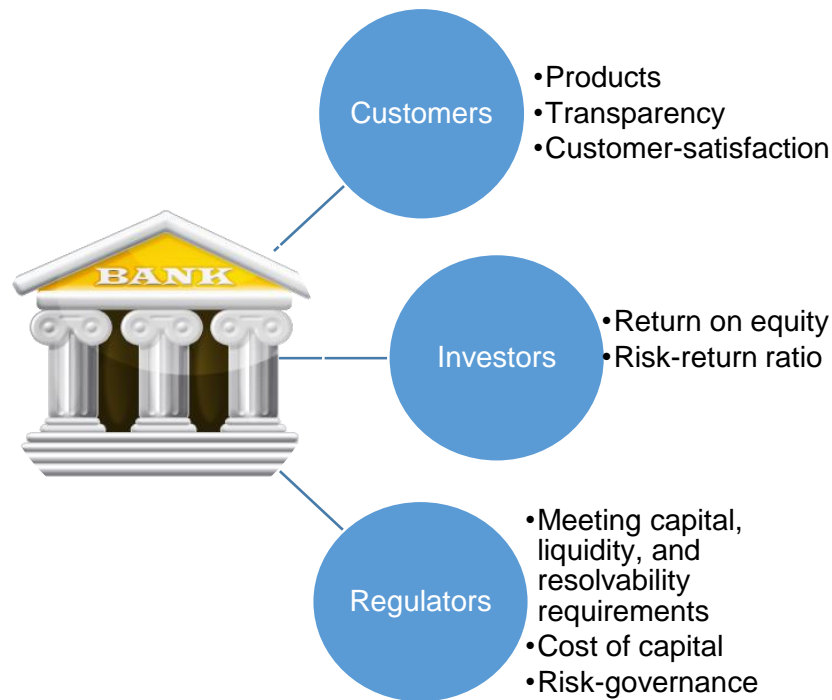 Customers
•Products
•Transparency
•Customer-satisfaction
BANK
Investors
•Return on equity
•Risk-return ratio
Regulators
•Meeting capital,
liquidity, and
resolvability
requirements
•Cost of capital
•Risk-governance